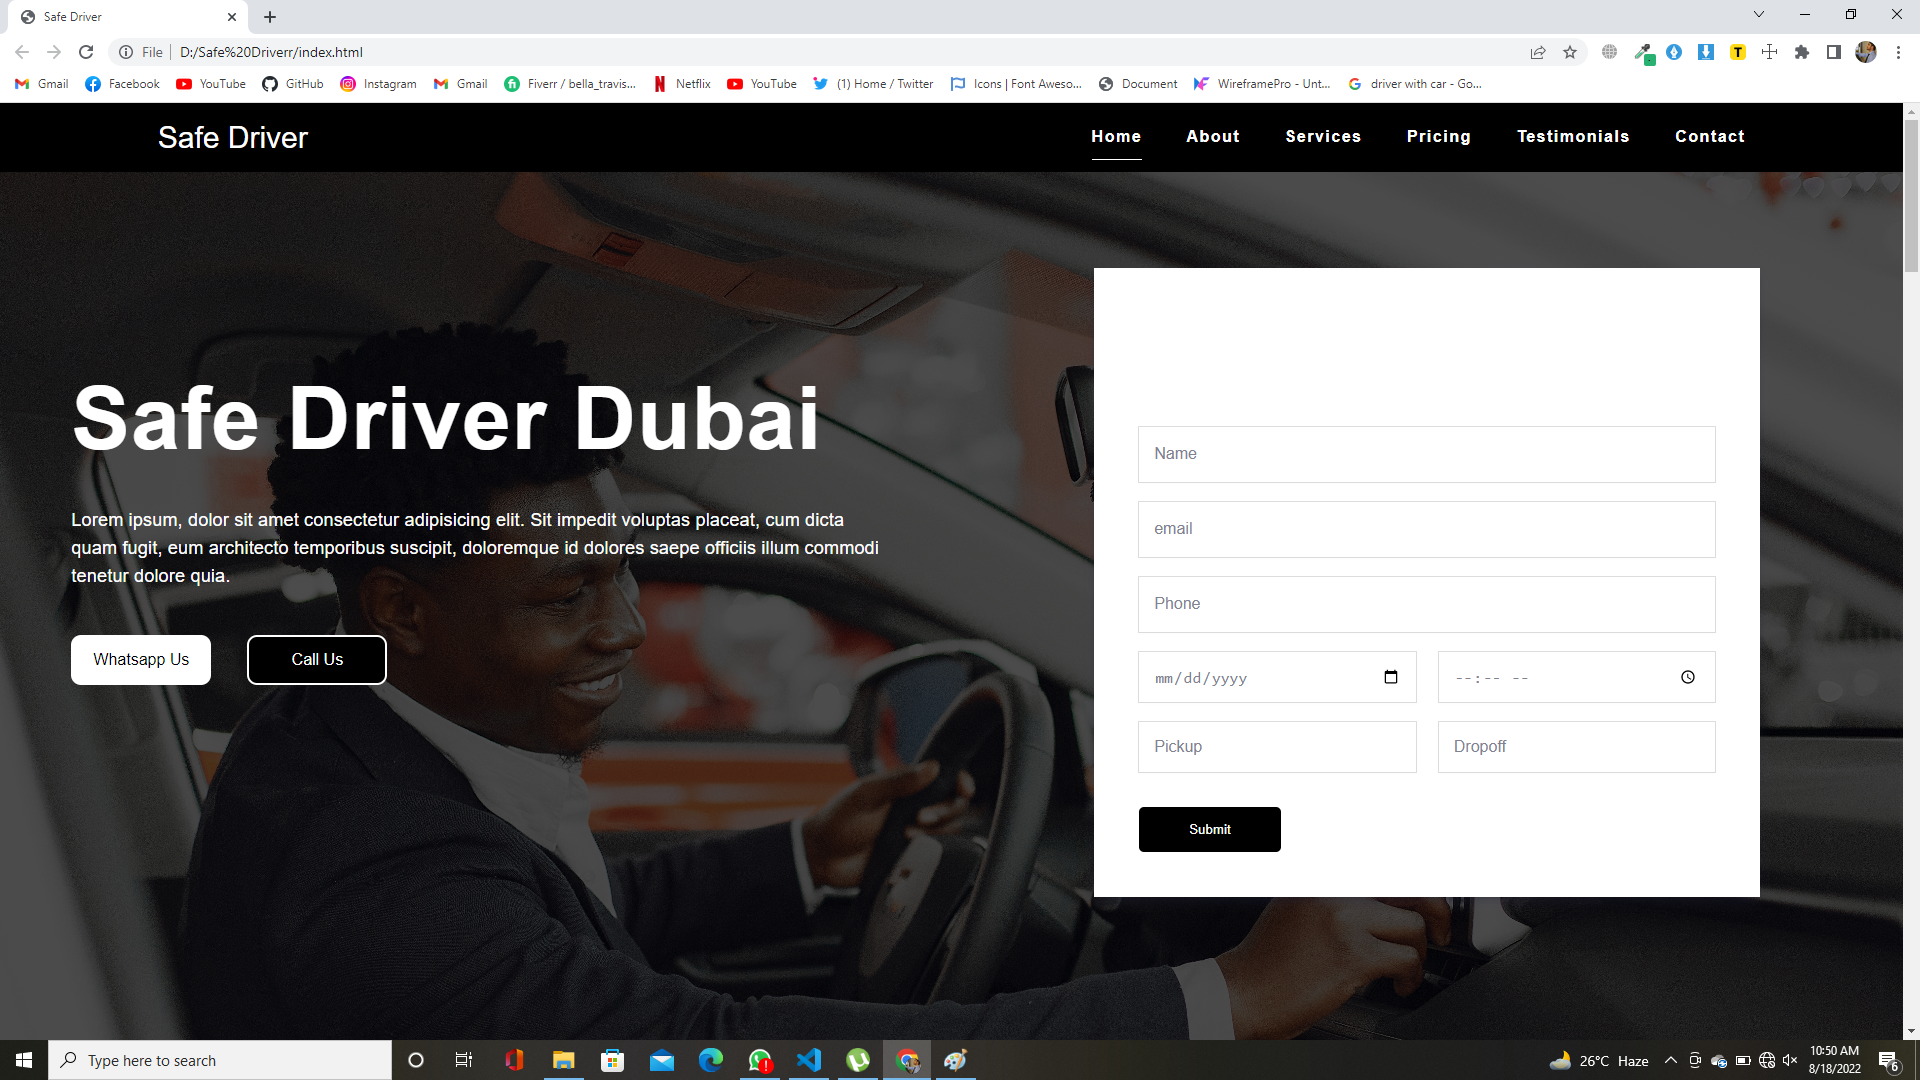 Safe Driver
File
D:/Safe%20Driverr/index.html
Gmail
Facebook
YouTube
GitHub
Instagram
Gmail
Fiverr / bella_travis...
Netflix
YouTube
(1) Home / Twitter
Icons | Font Aweso...
Document
WireframePro - Unt...
driver with car - Go...
Safe Driver
Home
About
Services
Pricing
Testimonials
Contact
Safe Driver Dubai
Lorem ipsum, dolor sit amet consectetur adipisicing elit. Sit impedit voluptas placeat, cum dicta
quam fugit, eum architecto temporibus suscipit, doloremque id dolores saepe officiis illum commodi
tenetur dolore quia.
Whatsapp Us
Call Us
Name
email
Phone
mm/dd/yyyy
--:-- --
Pickup
Dropoff
Submit
Type here to search
26°C Haze
10:50 AM
8/18/2022
6